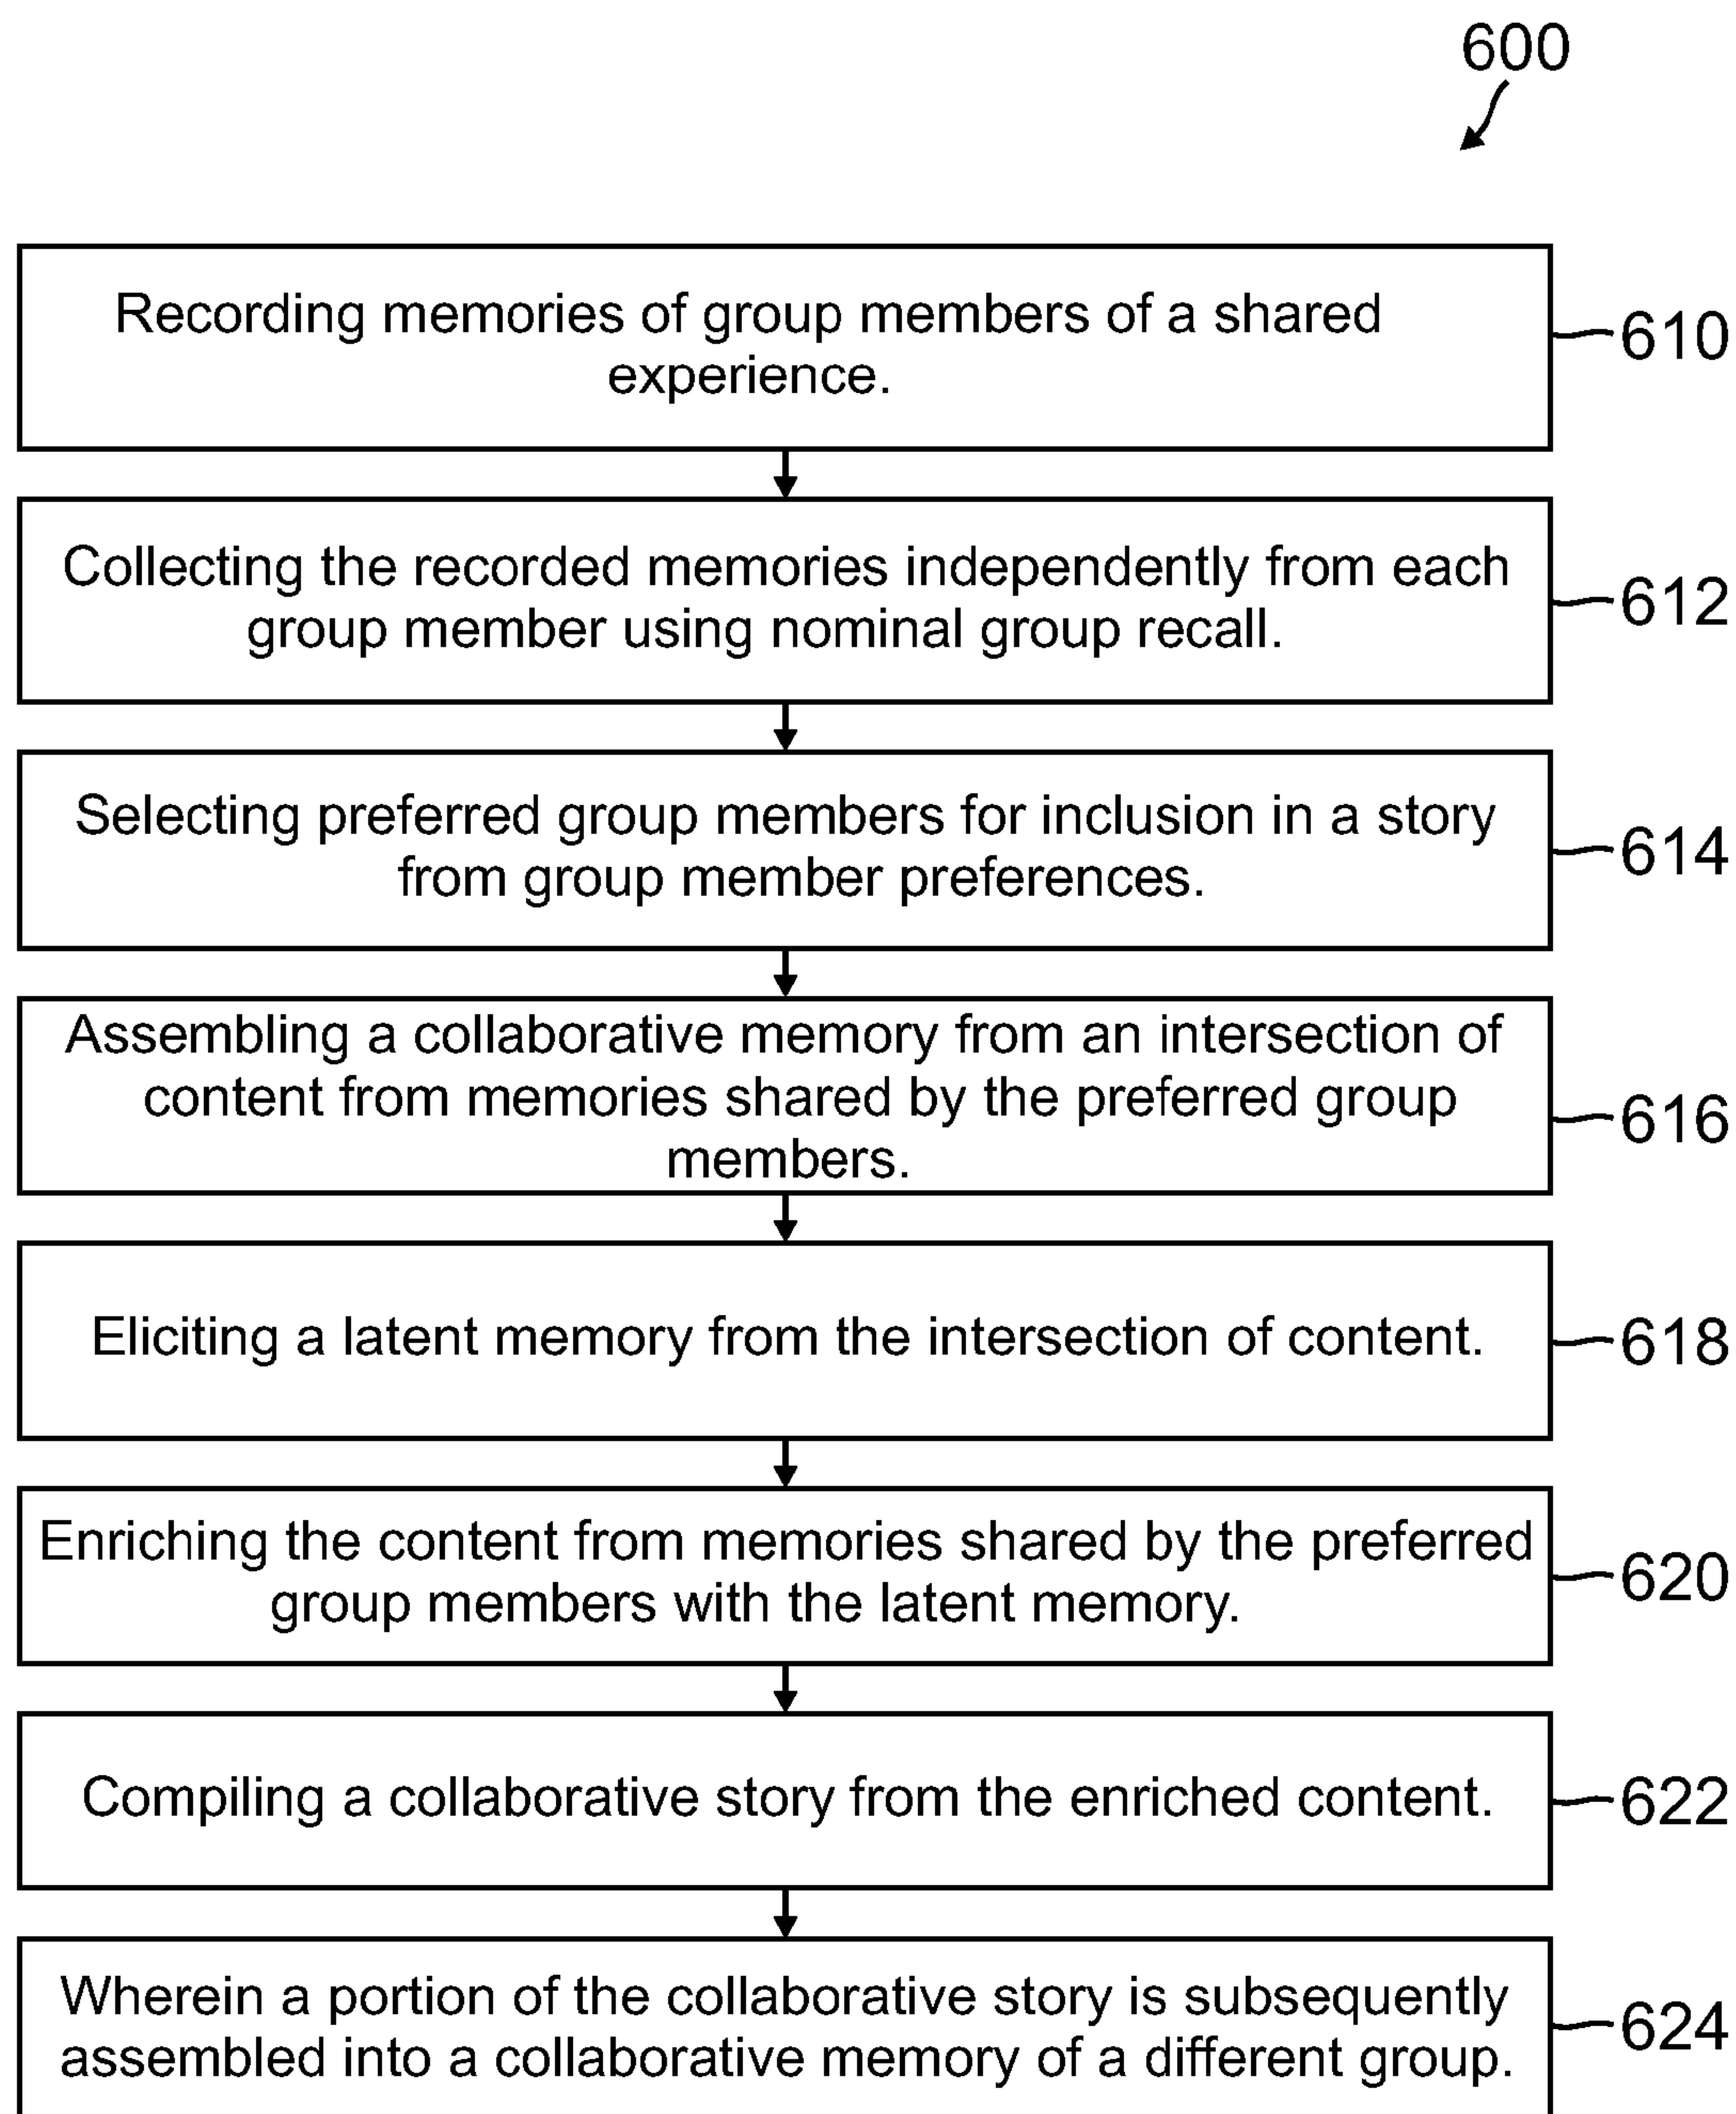 600
Recording memories of group members of a shared
experience.
610
Collecting the recorded memories independently from each
group member using nominal group recall.
612
Selecting preferred group members for inclusion in a story
from group member preferences.
614
Assembling a collaborative memory from an intersection of
content from memories shared by the preferred group
members.
616
Eliciting a latent memory from the intersection of content.
618
Enriching the content from memories shared by the preferred
group members with the latent memory.
620
Compiling a collaborative story from the enriched content.
622
Wherein a portion of the collaborative story is subsequently
assembled into a collaborative memory of a different group.
624